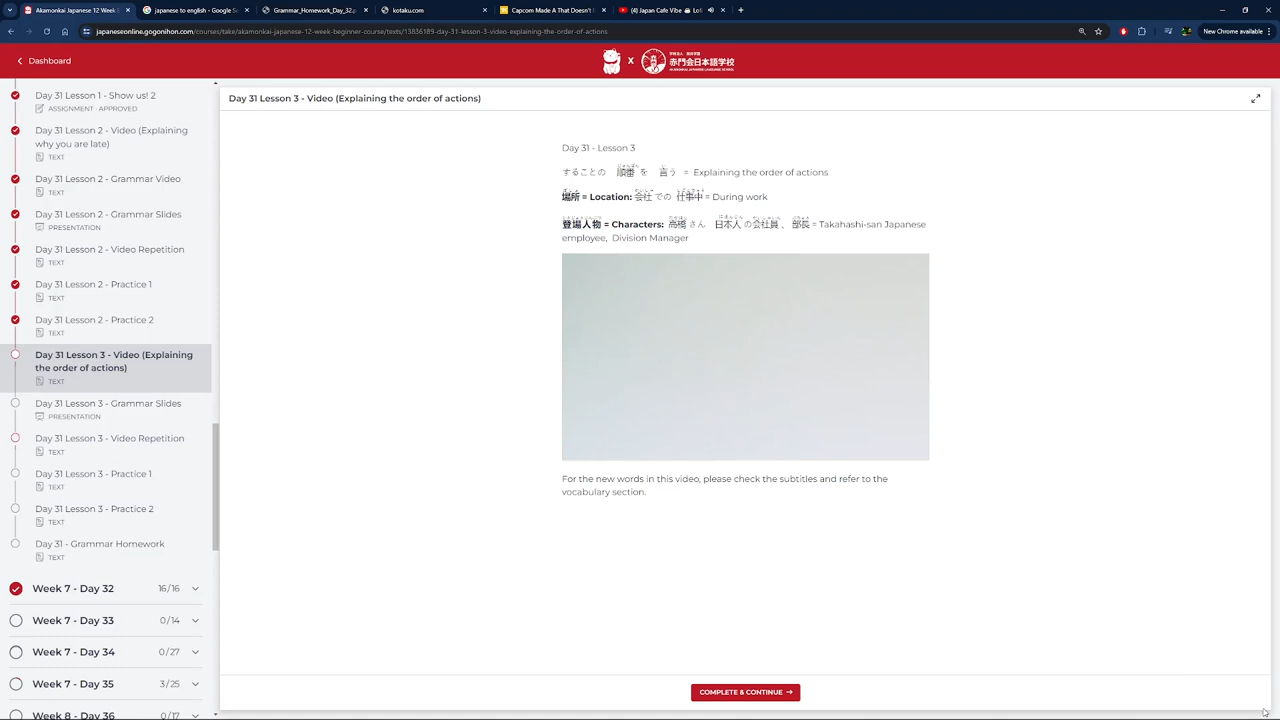 Akamonkai Japanese 12 Week
japanese to english - Google S
Grammar_Homework_Day_32.p
kotaku.com
Capcom Made A That Doesn't
(4) Japan Cafe Vibe
japaneseonline.gogonihon.com/courses/take/akamonkai-japanese-12-week-beginner-course/texts/13836189-day-31-lesson-3-video-explaining-the-order-of-actions
New Chrome available
Dashboard
X
赤門会日本語学校
Day 31 Lesson 1 - Show us! 2
ASSIGNMENT · APPROVED
Day 31 Lesson 2 - Video (Explaining
why you are late)
TEXT
Day 31 Lesson 2 - Grammar Video
TEXT
Day 31 Lesson 2 - Grammar Slides
PRESENTATION
Day 31 Lesson 2 - Video Repetition
TEXT
Day 31 Lesson 2 - Practice 1
TEXT
Day 31 Lesson 2 - Practice 2
TEXT
Day 31 Lesson 3 - Video (Explaining
the order of actions)
TEXT
Day 31 Lesson 3 - Grammar Slides
PRESENTATION
Day 31 Lesson 3 - Video Repetition
TEXT
Day 31 Lesson 3 - Practice 1
TEXT
Day 31 Lesson 3 - Practice 2
TEXT
Day 31 - Grammar Homework
TEXT
Week 7 - Day 32 16/16
Week 7 - Day 33 0/14
Week 7 - Day 34 0/27
Week 7 - Day 35 3/25
Week 8 - Day 36 0/17
Day 31 Lesson 3 - Video (Explaining the order of actions)
Day 31 - Lesson 3
することの 順番を 言う = Explaining the order of actions
場所 = Location: 会社での 仕事中 = During work
登場人物 = Characters: 高橋さん 日本人の会社員、 部長 = Takahashi-san Japanese
employee, Division Manager
For the new words in this video, please check the subtitles and refer to the
vocabulary section.
COMPLETE & CONTINUE →